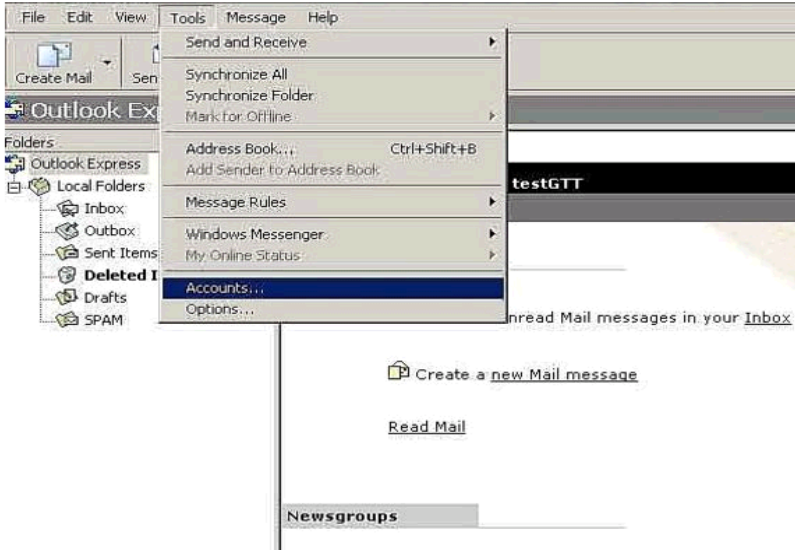 File Edit View Tools Message Help
Create Mail
Sen
Send and Receive
Synchronize All
Synchronize Folder
Mark for Offline
Address Book... Ctrl+Shift+B
Add Sender to Address Book
Message Rules
Windows Messenger
My Online Status
Accounts...
Options...
Outlook Ex
Folders
Outlook Express
Local Folders
Inbox
Outbox
Sent Items
Deleted I
Drafts
SPAM
testGTT
nread Mail messages in your Inbox
Create a new Mail message
Read Mail
Newsgroups